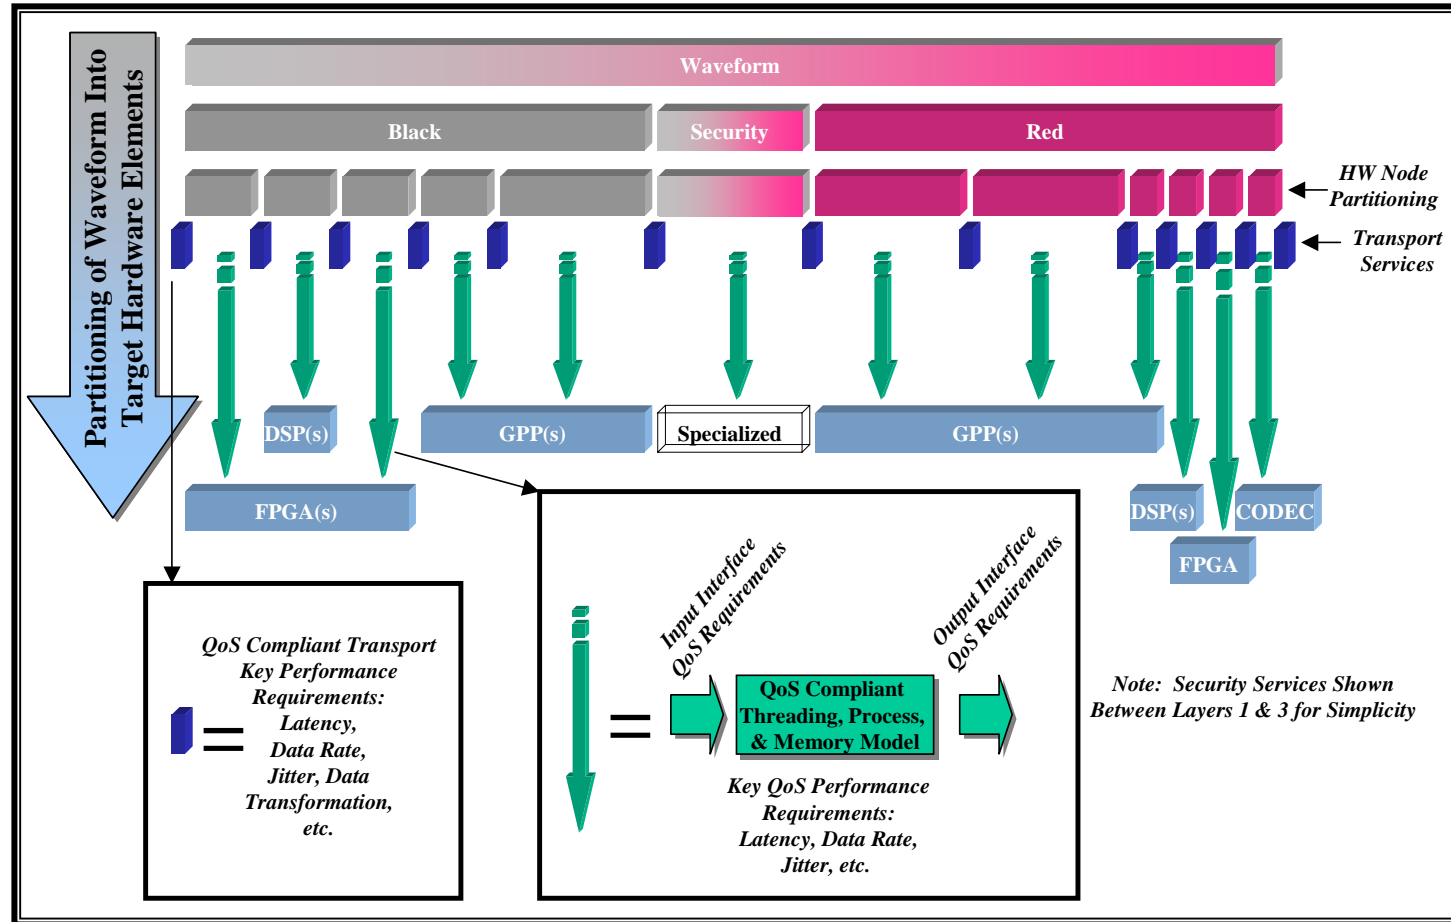 Partitioning of Waveform Into
Target Hardware Elements
Waveform
Black
Security
Red
HW Node
Partitioning
Transport
Services
DSP(s)
GPP(s)
Specialized
GPP(s)
FPGA(s)
DSP(s)
CODEC
FPGA
QoS Compliant Transport
Key Performance
Requirements:
Latency,
Data Rate,
Jitter, Data
Transformation,
etc.
=
Input Interface
QoS Requirements
Output Interface
QoS Requirements
=
QoS Compliant
Threading, Process,
& Memory Model
Key QoS Performance
Requirements:
Latency, Data Rate,
Jitter, etc.
Note: Security Services Shown
Between Layers 1 & 3 for Simplicity